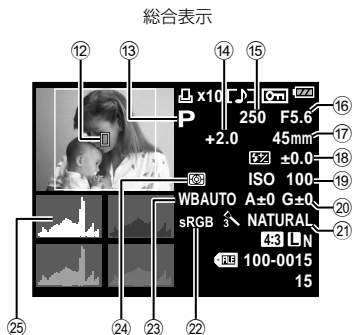 総合表示
⑫ ⑬ ⑭ ⑮
x10
250 F5.6 ⑯
P
+2.0 45mm ⑰
±0.0 ⑱
ISO 100 ⑲
WBAUTO A±0 G±0 ⑳
sRGB 3 NATURAL ㉑
4:3 L N
FILE 100-0015
15
㉕ ㉔ ㉓ ㉒